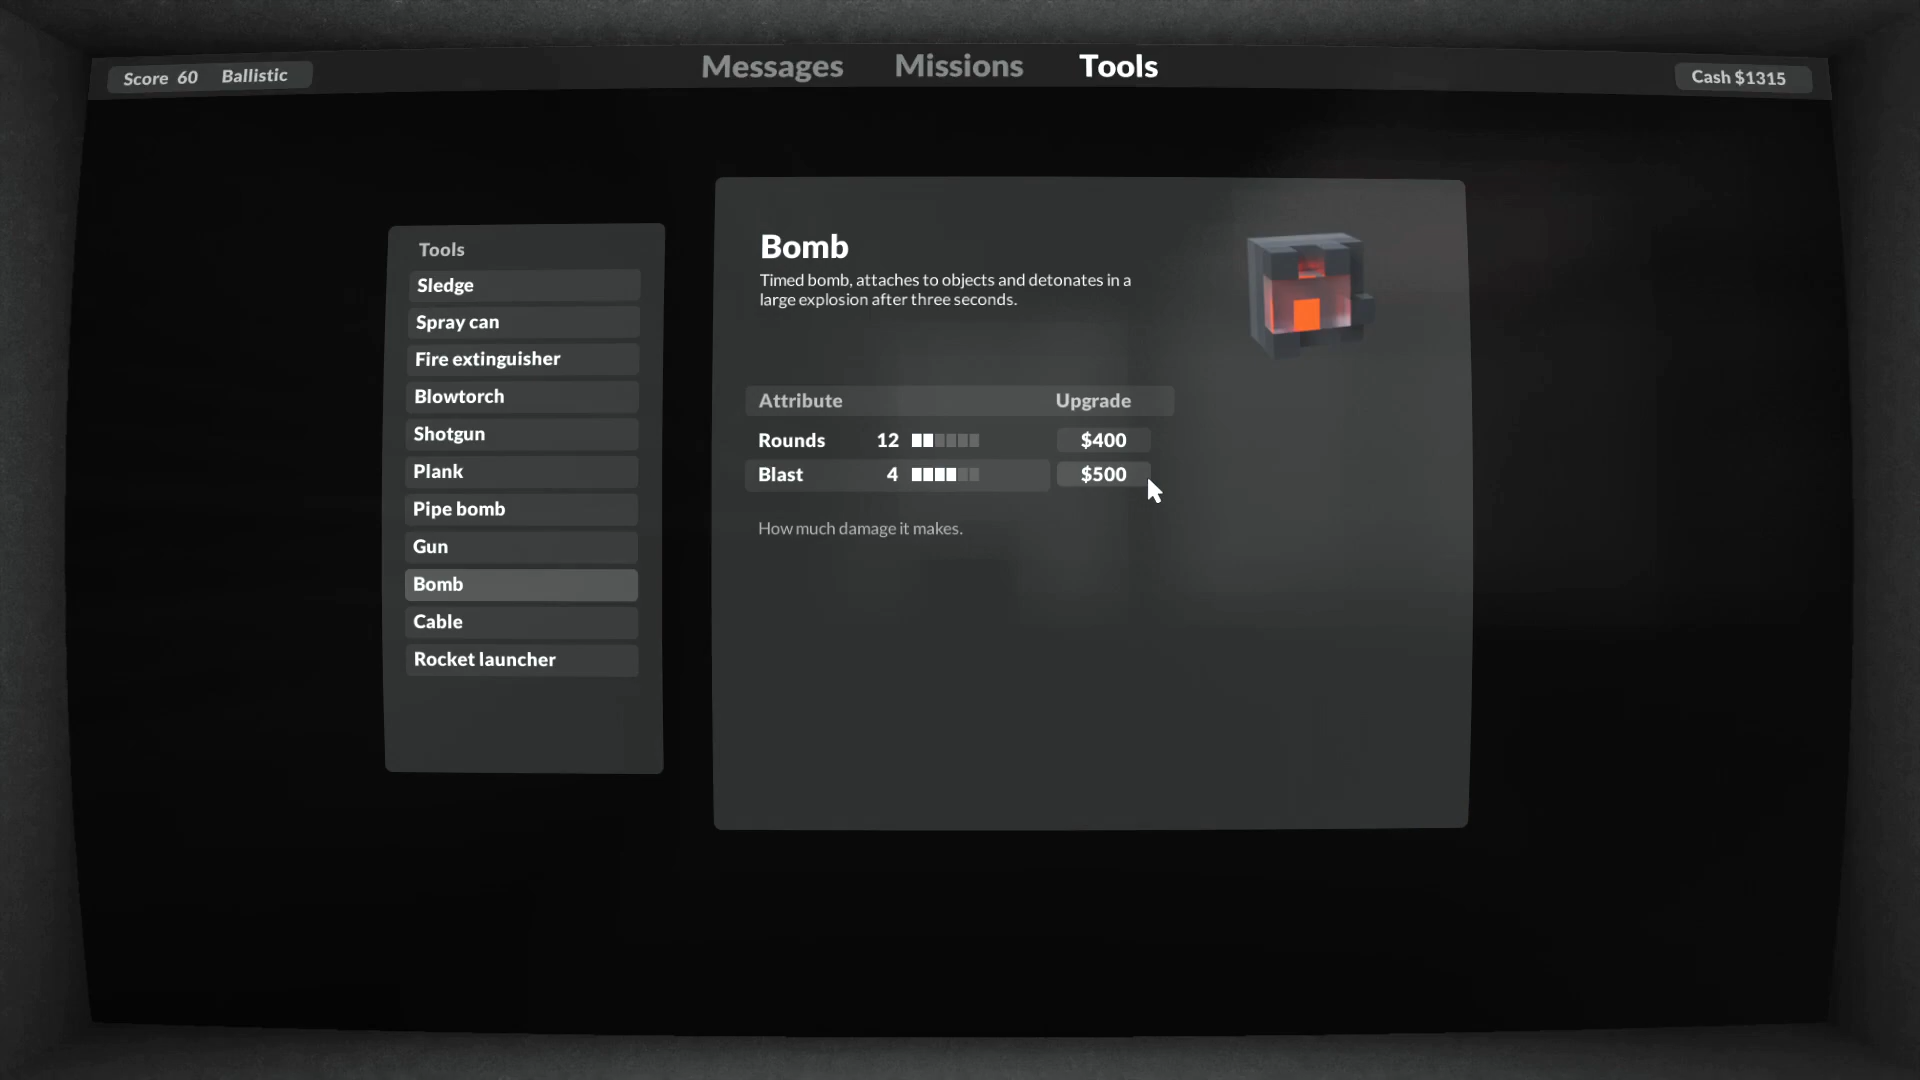 Score 60 Ballistic
Messages Missions Tools
Cash $1315
Tools
Sledge
Spray can
Fire extinguisher
Blowtorch
Shotgun
Plank
Pipe bomb
Gun
Bomb
Cable
Rocket launcher
Bomb
Timed bomb, attaches to objects and detonates in a
large explosion after three seconds.
Attribute Upgrade
Rounds 12 $400
Blast 4 $500
How much damage it makes.